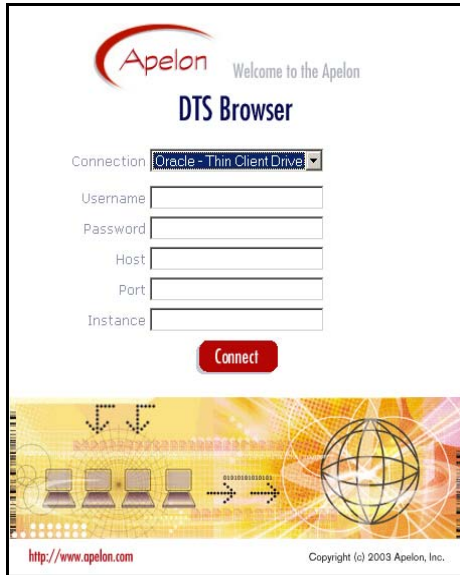 Apelon
Welcome to the Apelon
DTS Browser
Connection Oracle - Thin Client Drive
Username
Password
Host
Port
Instance
Connect
http://www.apelon.com
Copyright (c) 2003 Apelon, Inc.